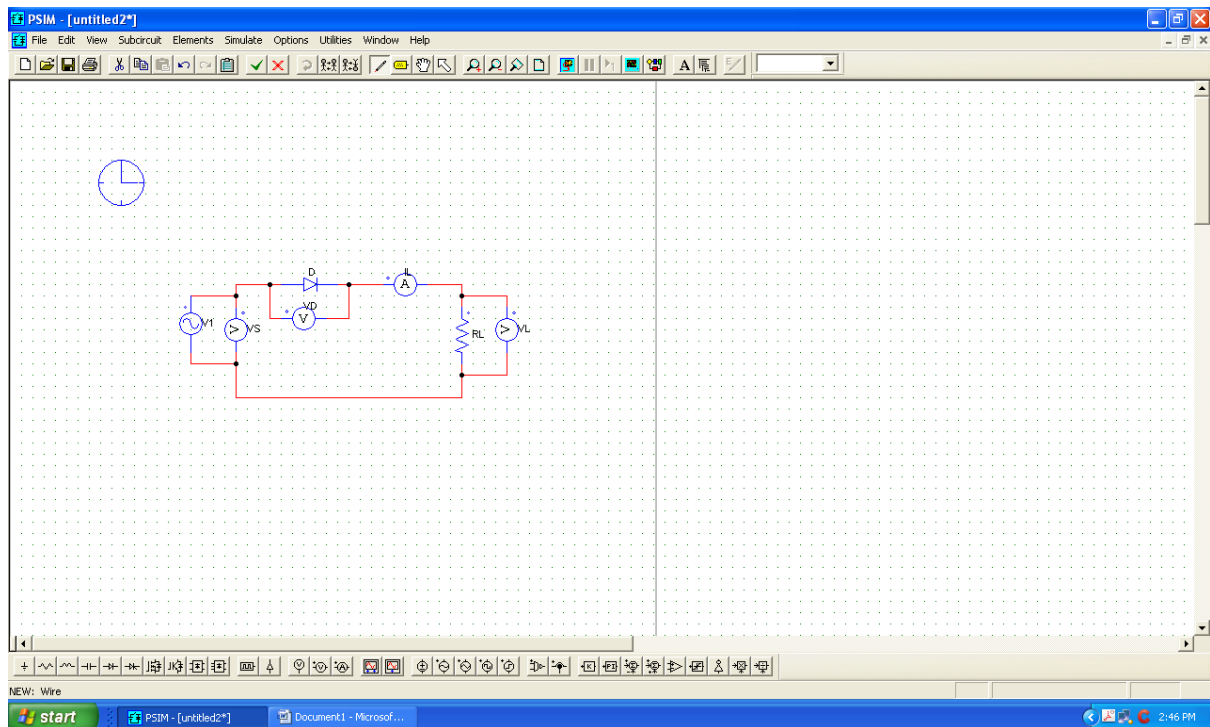 PSIM - [untitled2*]
File Edit View Subcircuit Elements Simulate Options Utilities Window Help
D
IL
A
VD
V
V1
V
VS
RL
V
VL
NEW: Wire
start
PSIM - [untitled2*]
Document1 - Microsof...
2:46 PM